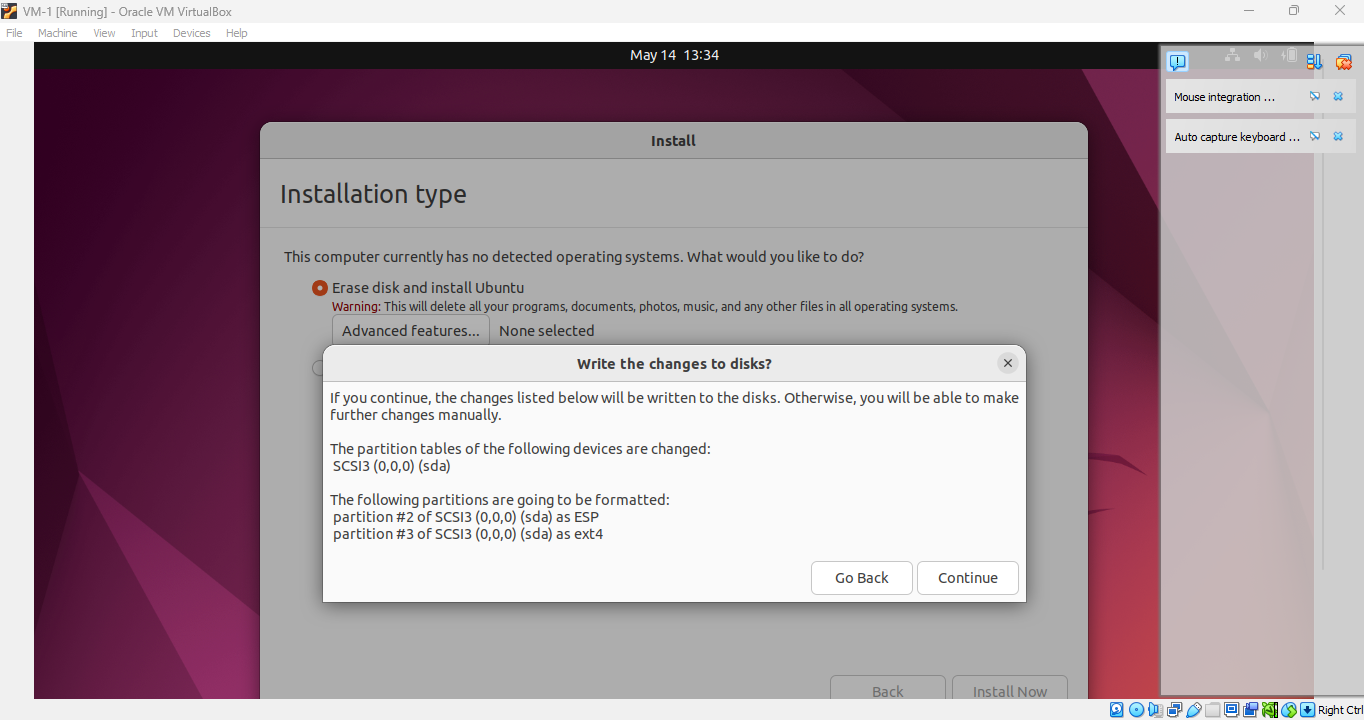 VM-1 [Running] - Oracle VM VirtualBox
File Machine View Input Devices Help
May 14 13:34
Mouse integration ...
Auto capture keyboard ...
Install
Installation type
This computer currently has no detected operating systems. What would you like to do?
Erase disk and install Ubuntu
Warning: This will delete all your programs, documents, photos, music, and any other files in all operating systems.
Advanced features... None selected
Write the changes to disks?
If you continue, the changes listed below will be written to the disks. Otherwise, you will be able to make
further changes manually.
The partition tables of the following devices are changed:
SCSI3 (0,0,0) (sda)
The following partitions are going to be formatted:
partition #2 of SCSI3 (0,0,0) (sda) as ESP
partition #3 of SCSI3 (0,0,0) (sda) as ext4
Go Back Continue
Back Install Now
Right Ctrl